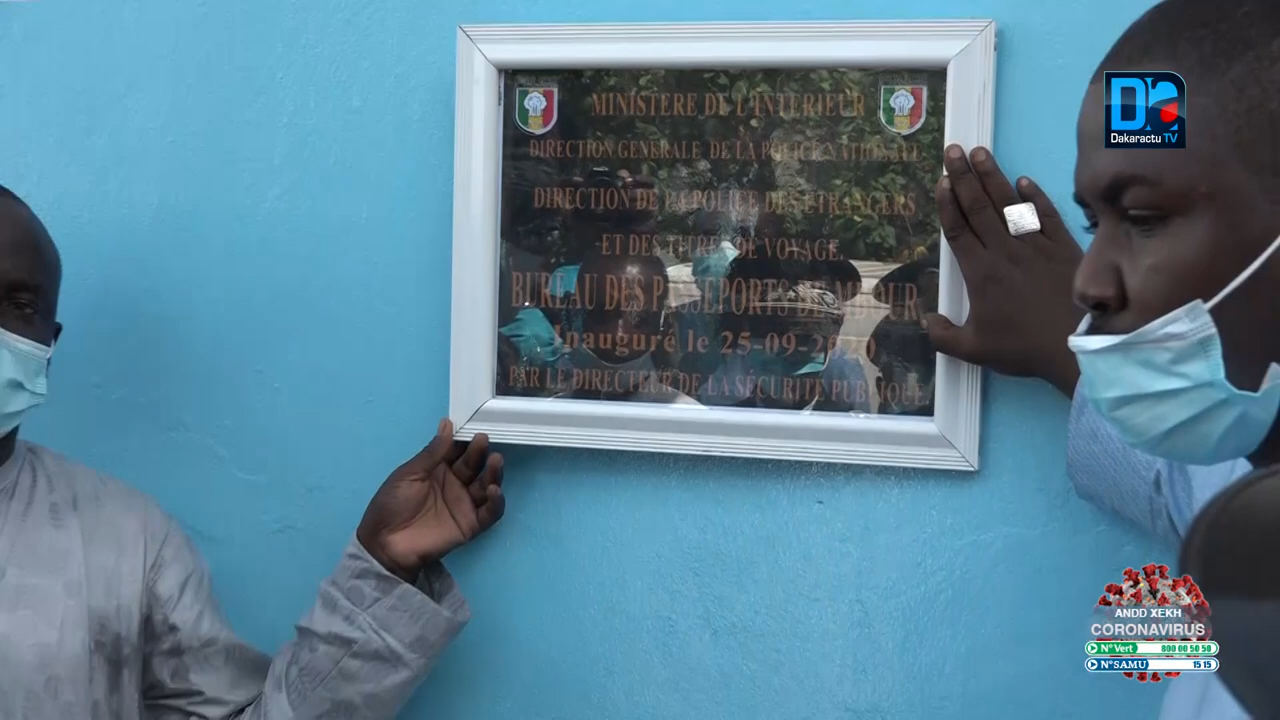 MINISTERE DE L'INTERIEUR
DIRECTION GENERALE DE LA POLICE NATIONALE
DIRECTION DE LA POLICE DES ETRANGERS
ET DES TITRES DE VOYAGE
BUREAU DES PASSEPORTS DE MBOUR
Inauguré le 25-09-2020
PAR LE DIRECTEUR DE LA SECURITE PUBLIQUE
Dakaractu TV
ANDD XEKH
CORONAVIRUS
N° Vert 800 00 50 50
N° SAMU 15 15